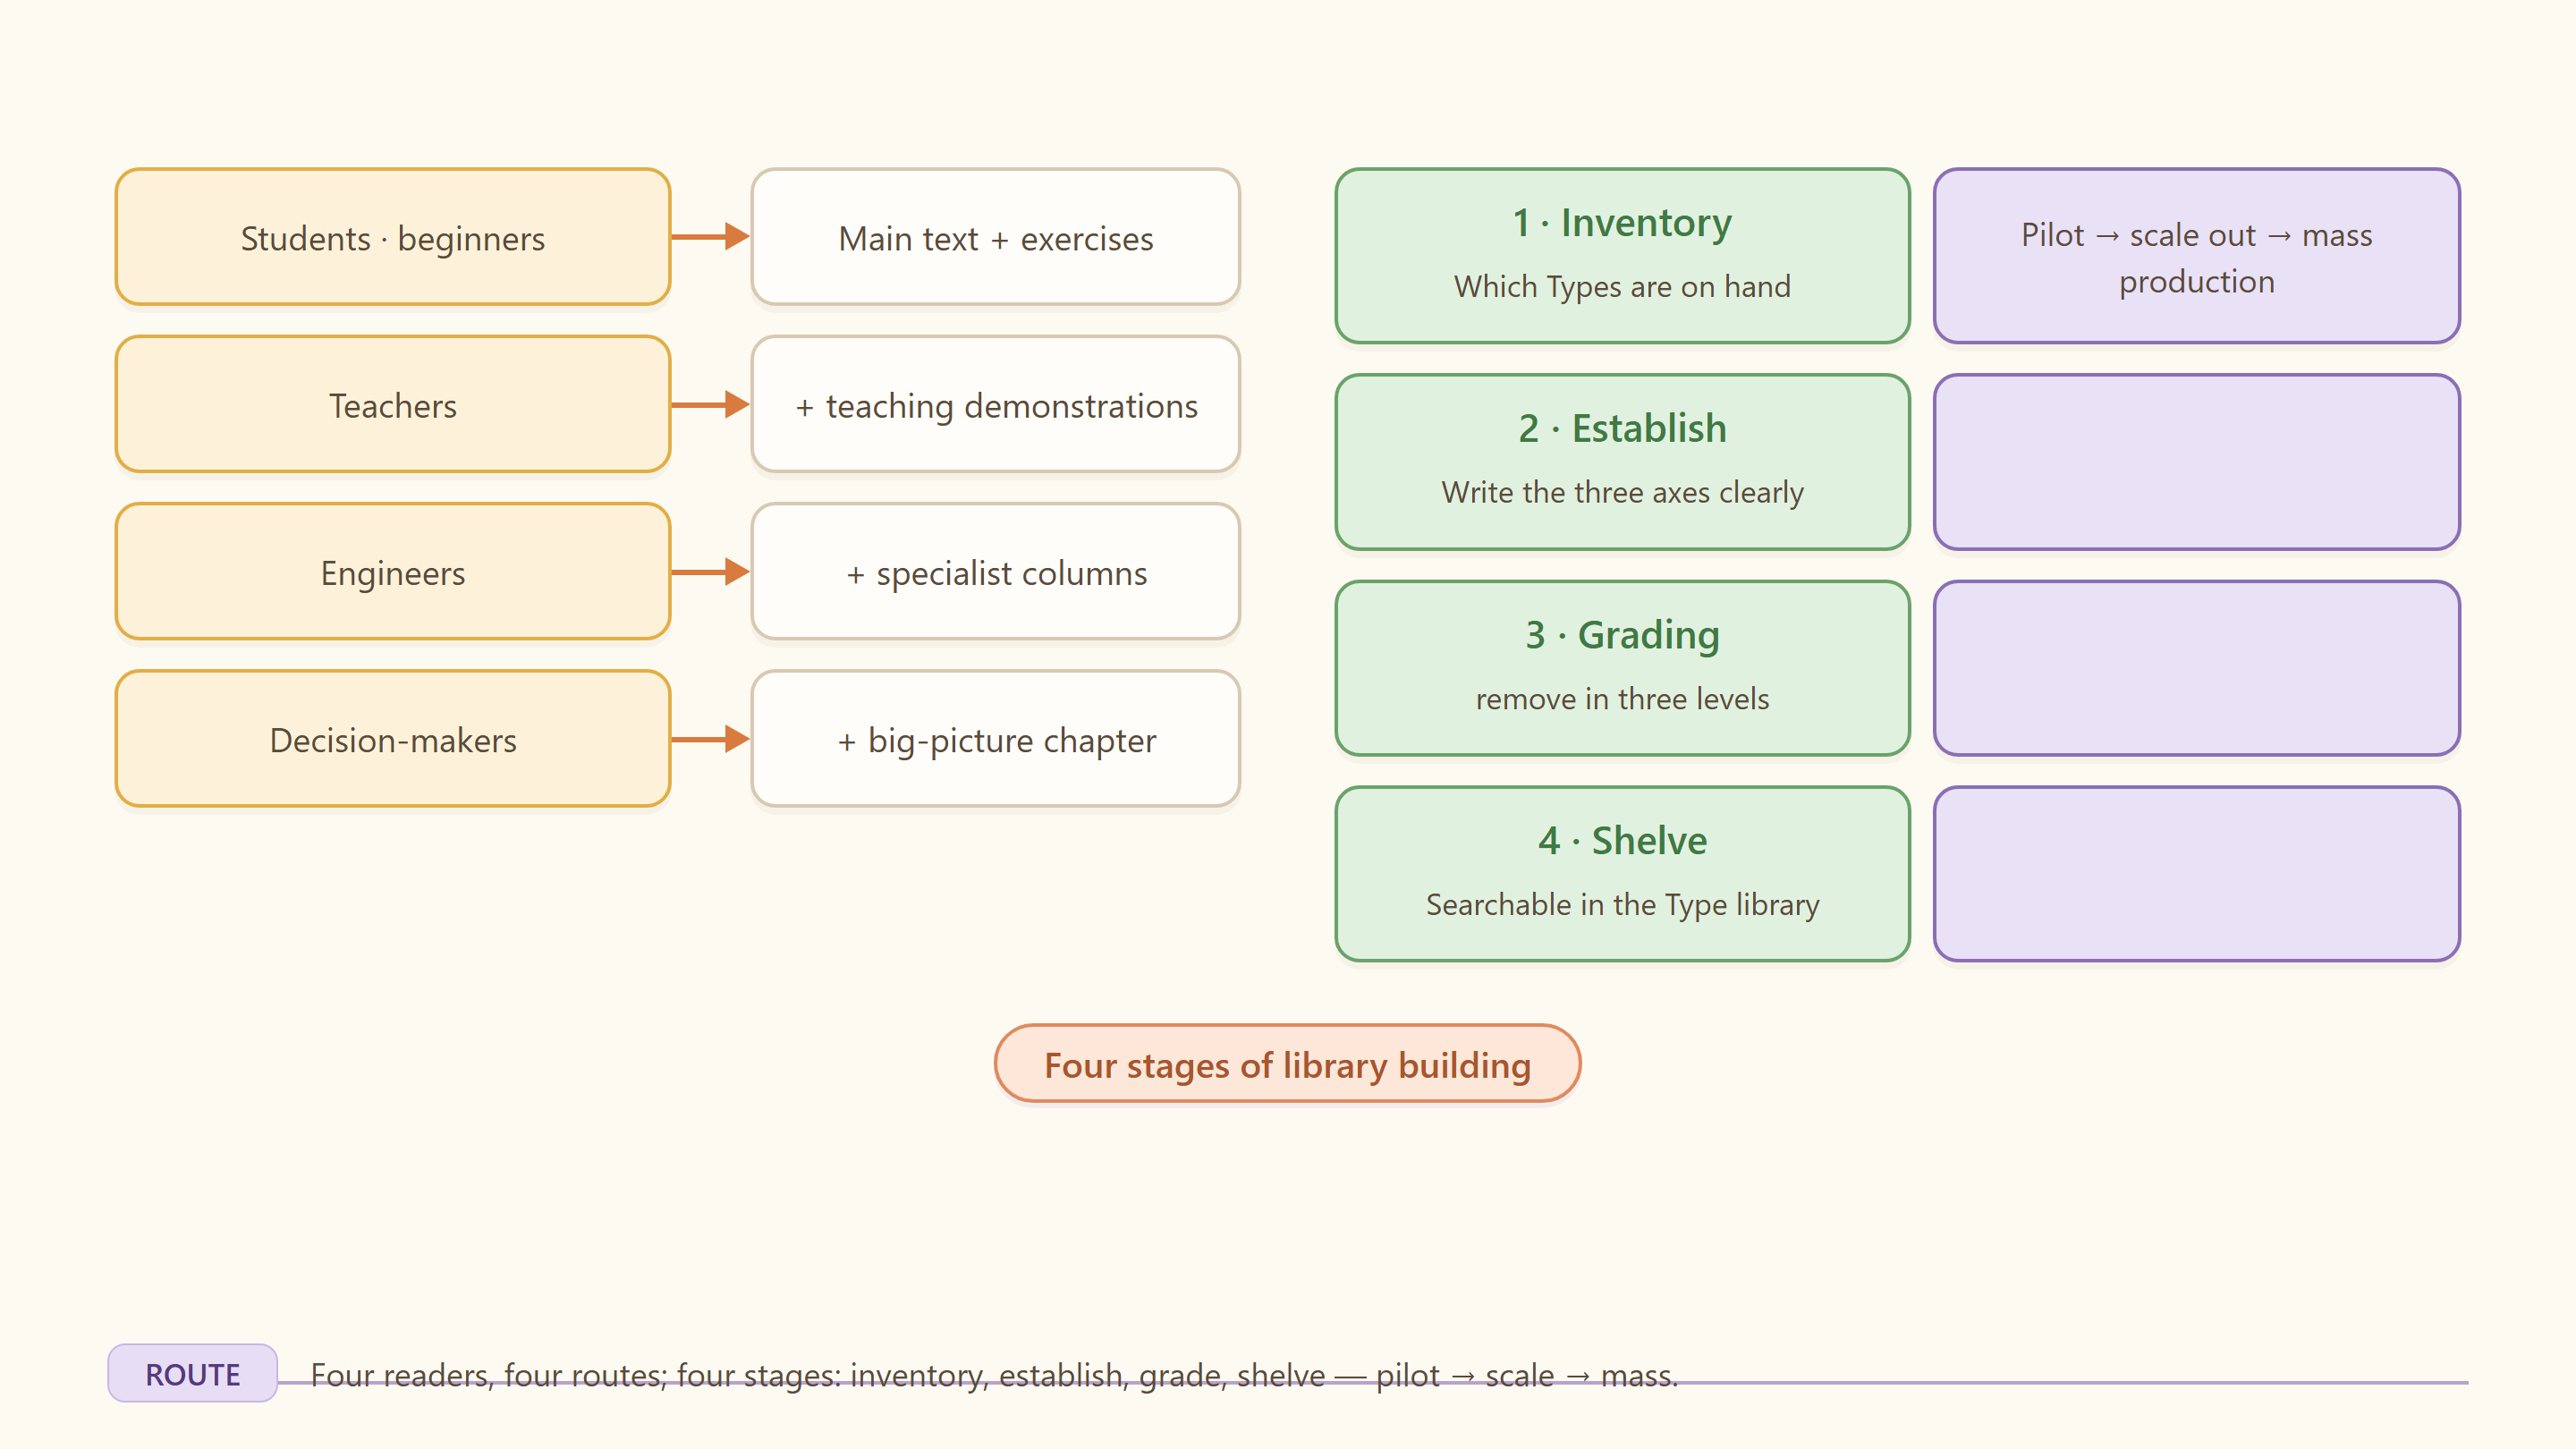 Students · beginners
Main text + exercises
Teachers
+ teaching demonstrations
Engineers
+ specialist columns
Decision-makers
+ big-picture chapter
1 · Inventory
Which Types are on hand
Pilot → scale out → mass
production
2 · Establish
Write the three axes clearly
3 · Grading
remove in three levels
4 · Shelve
Searchable in the Type library
Four stages of library building
ROUTE
Four readers, four routes; four stages: inventory, establish, grade, shelve — pilot → scale → mass.